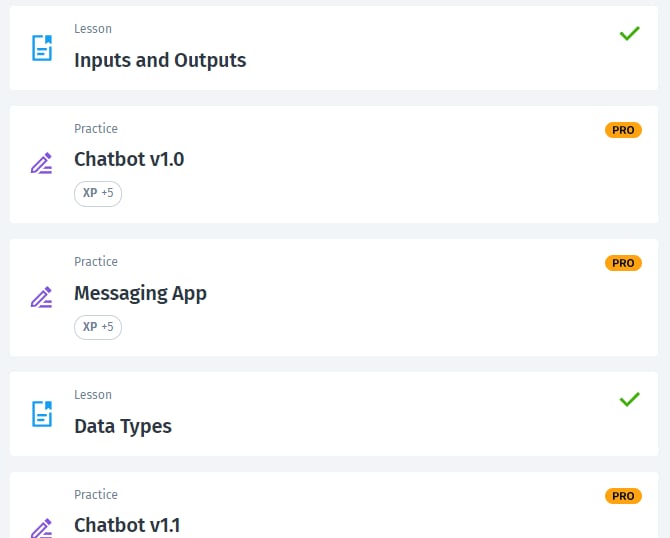 Lesson
Inputs and Outputs
Practice
PRO
Chatbot v1.0
XP +5
Practice
PRO
Messaging App
XP +5
Lesson
Data Types
Practice
PRO
Chatbot v1.1